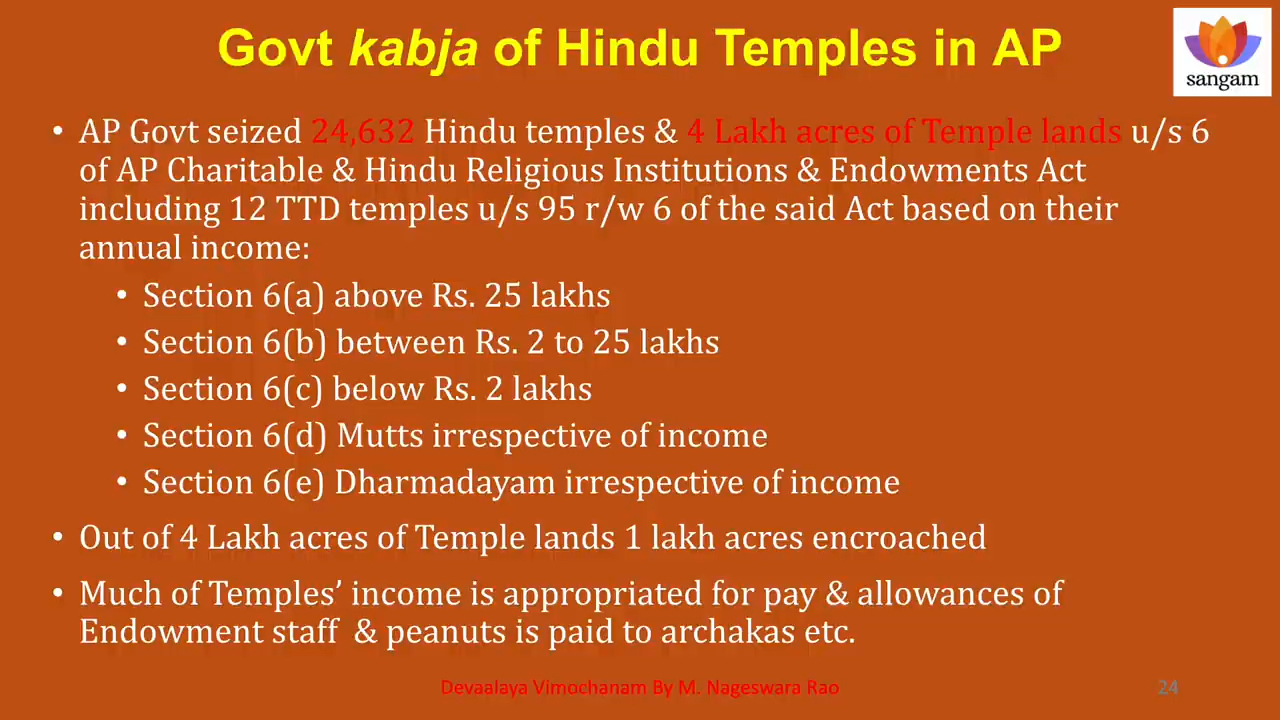 Govt kabja of Hindu Temples in AP
sangam
• AP Govt seized 24,632 Hindu temples & 4 Lakh acres of Temple lands u/s 6
of AP Charitable & Hindu Religious Institutions & Endowments Act
including 12 TTD temples u/s 95 r/w 6 of the said Act based on their
annual income:
• Section 6(a) above Rs. 25 lakhs
• Section 6(b) between Rs. 2 to 25 lakhs
• Section 6(c) below Rs. 2 lakhs
• Section 6(d) Mutts irrespective of income
• Section 6(e) Dharmadayam irrespective of income
• Out of 4 Lakh acres of Temple lands 1 lakh acres encroached
• Much of Temples’ income is appropriated for pay & allowances of
Endowment staff & peanuts is paid to archakas etc.
Devaalaya Vimochanam By M. Nageswara Rao
24